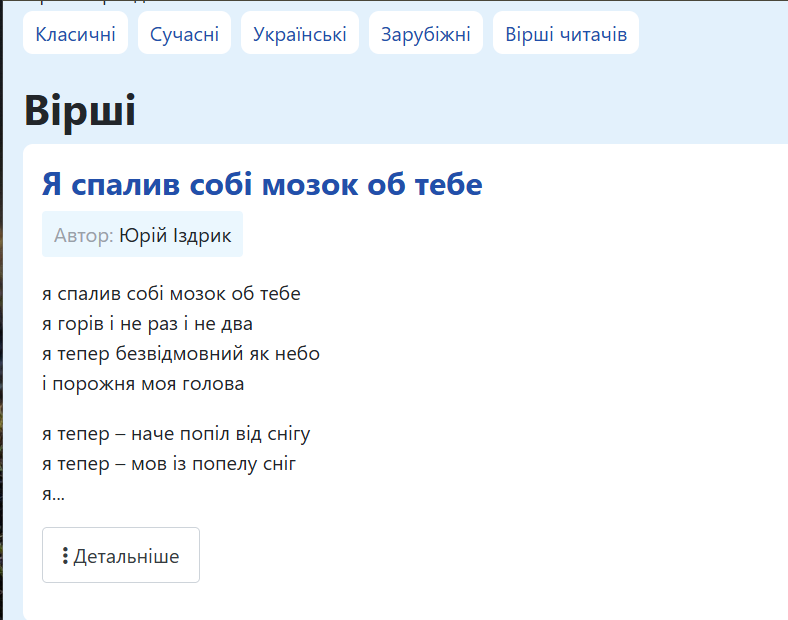 Класичні
Сучасні
Українські
Зарубіжні
Вірші читачів
Вірші
Я спалив собі мозок об тебе
Автор: Юрій Іздрик
я спалив собі мозок об тебе
я горів і не раз і не два
я тепер безвідмовний як небо
і порожня моя голова
я тепер – наче попіл від снігу
я тепер – мов із попелу сніг
я...
Детальніше